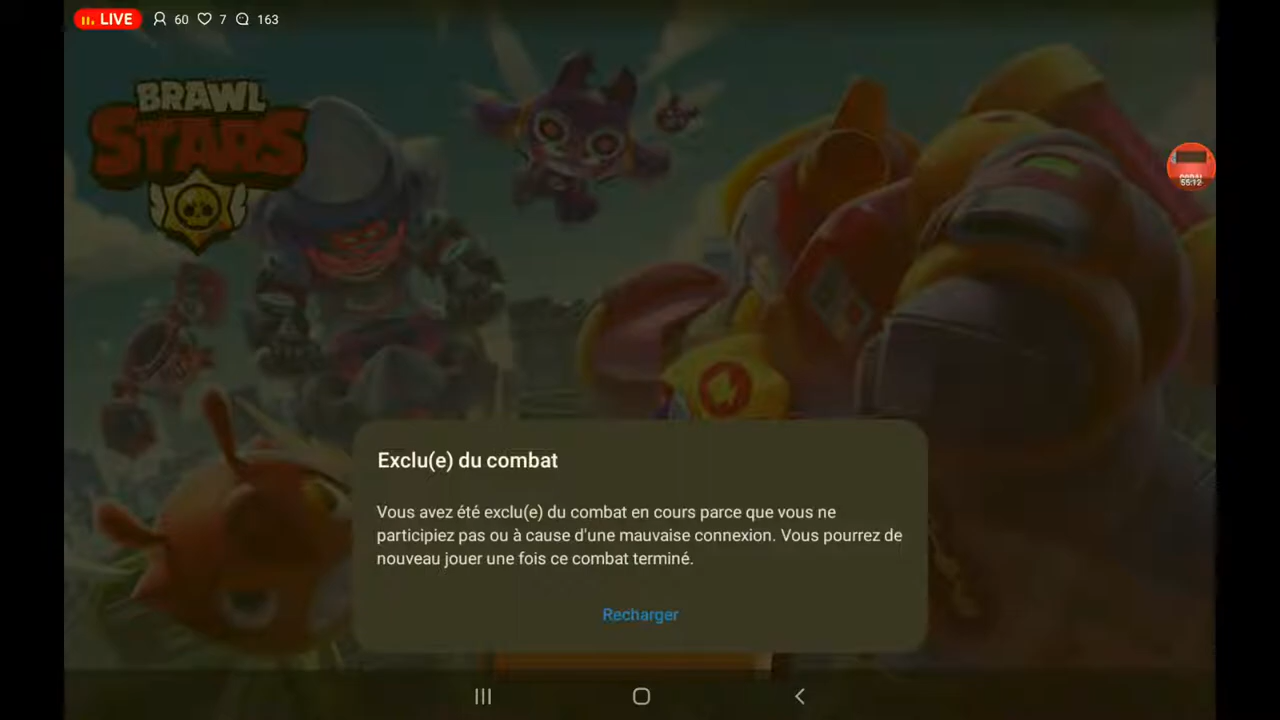 LIVE 60 7 163
BRAWL
STARS
55:12
Exclu(e) du combat
Vous avez été exclu(e) du combat en cours parce que vous ne
participiez pas ou à cause d'une mauvaise connexion. Vous pourrez de
nouveau jouer une fois ce combat terminé.
Recharger